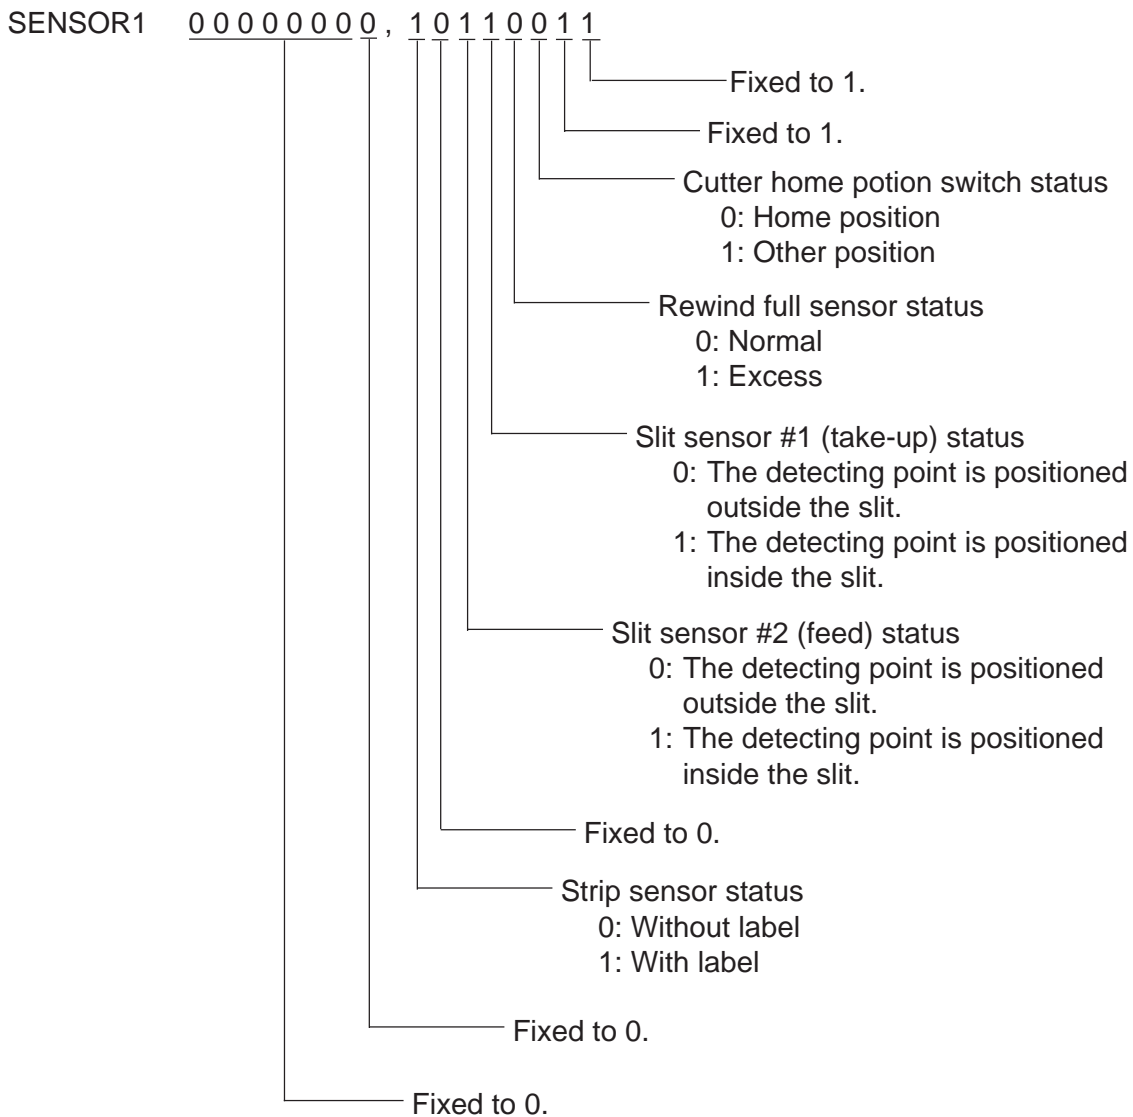 SENSOR1 0 0 0 0 0 0 0 0, 1 0 1 1 0 0 1 1
Fixed to 1.
Fixed to 1.
Cutter home potion switch status
0: Home position
1: Other position
Rewind full sensor status
0: Normal
1: Excess
Slit sensor #1 (take-up) status
0: The detecting point is positioned
outside the slit.
1: The detecting point is positioned
inside the slit.
Slit sensor #2 (feed) status
0: The detecting point is positioned
outside the slit.
1: The detecting point is positioned
inside the slit.
Fixed to 0.
Strip sensor status
0: Without label
1: With label
Fixed to 0.
Fixed to 0.